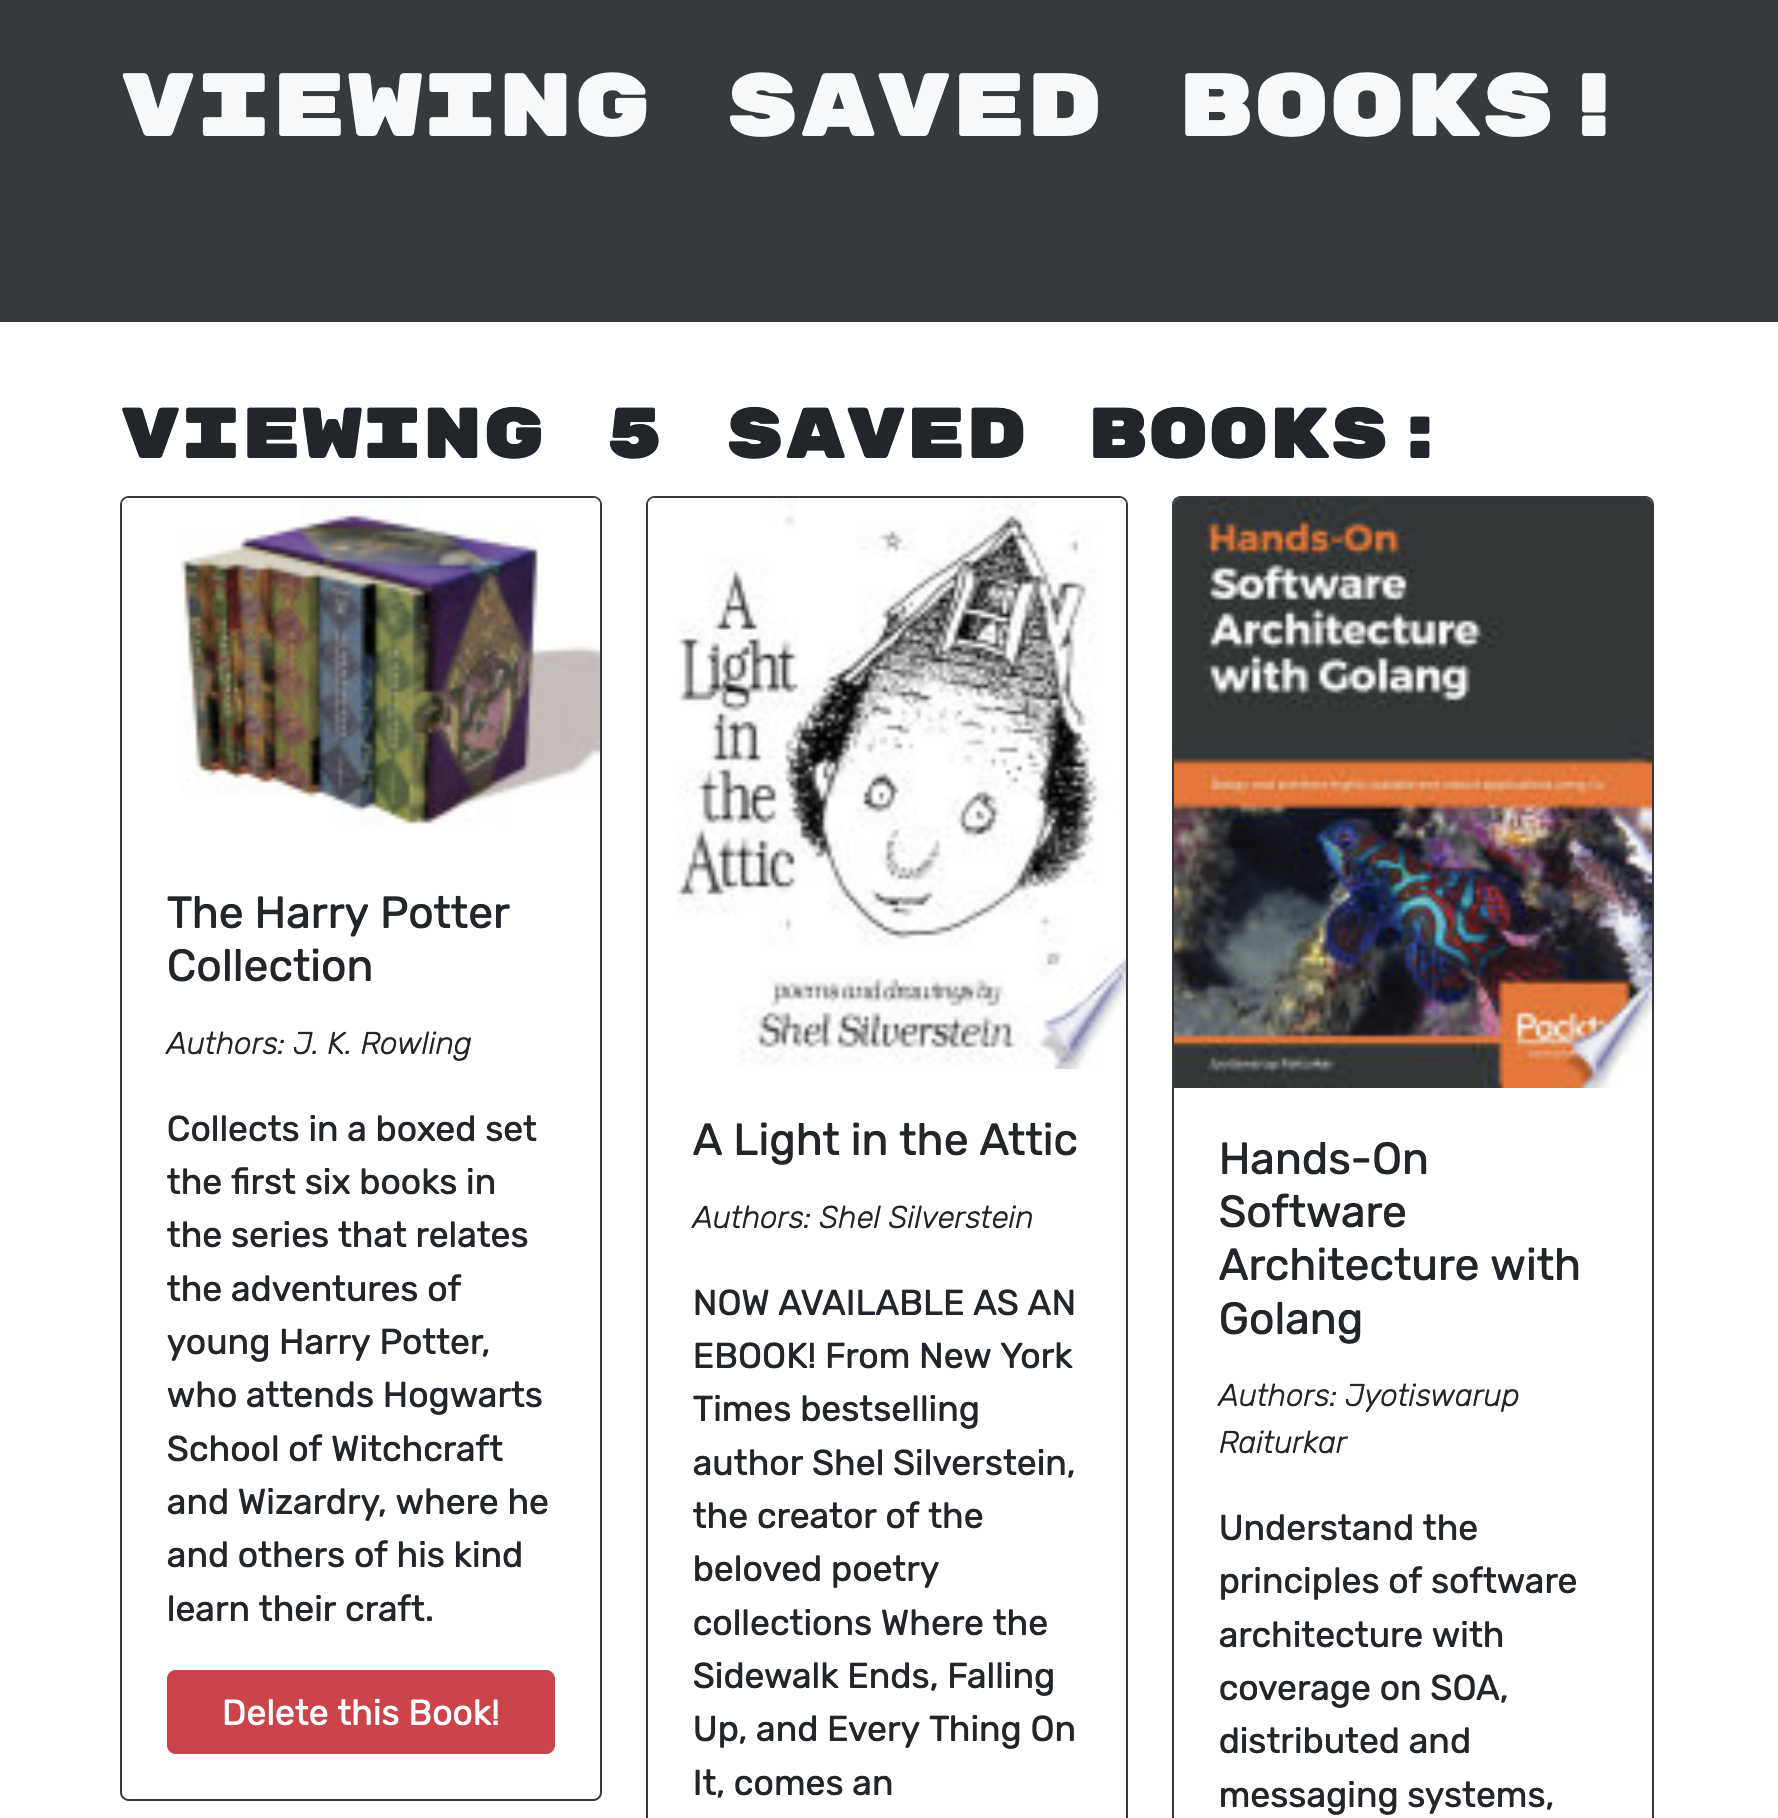 VIEWING SAVED BOOKS!
VIEWING 5 SAVED BOOKS:
The Harry Potter
Collection
Authors: J. K. Rowling
Collects in a boxed set
the first six books in
the series that relates
the adventures of
young Harry Potter,
who attends Hogwarts
School of Witchcraft
and Wizardry, where he
and others of his kind
learn their craft.
Delete this Book!
A
Light
in
the
Attic
poems and drawings by
Shel Silverstein
A Light in the Attic
Authors: Shel Silverstein
NOW AVAILABLE AS AN
EBOOK! From New York
Times bestselling
author Shel Silverstein,
the creator of the
beloved poetry
collections Where the
Sidewalk Ends, Falling
Up, and Every Thing On
It, comes an
Hands-On
Software
Architecture
with Golang
Packt
Jyotiswarup Raiturkar
Hands-On
Software
Architecture with
Golang
Authors: Jyotiswarup
Raiturkar
Understand the
principles of software
architecture with
coverage on SOA,
distributed and
messaging systems,